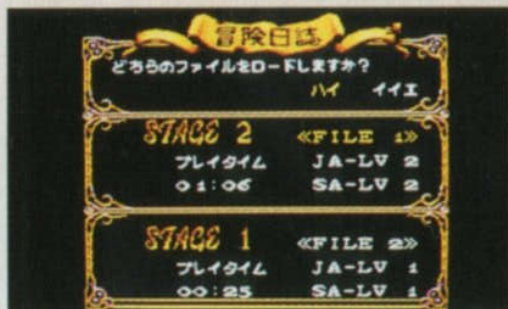 冒険日誌
どちらのファイルをロードしますか?
ハイ イイエ
STAGE 2 《FILE 1》
プレイタイム JA-LV 2
01:06 SA-LV 2
STAGE 1 《FILE 2》
プレイタイム JA-LV 1
00:25 SA-LV 1